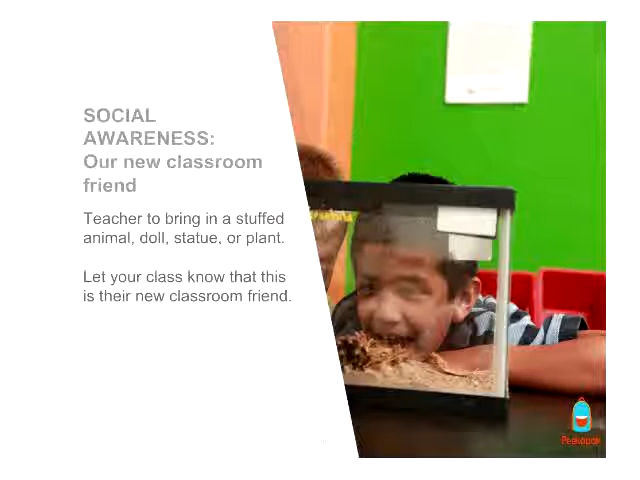 SOCIAL
AWARENESS:
Our new classroom
friend
Teacher to bring in a stuffed
animal, doll, statue, or plant.
Let your class know that this
is their new classroom friend.
Peekapak